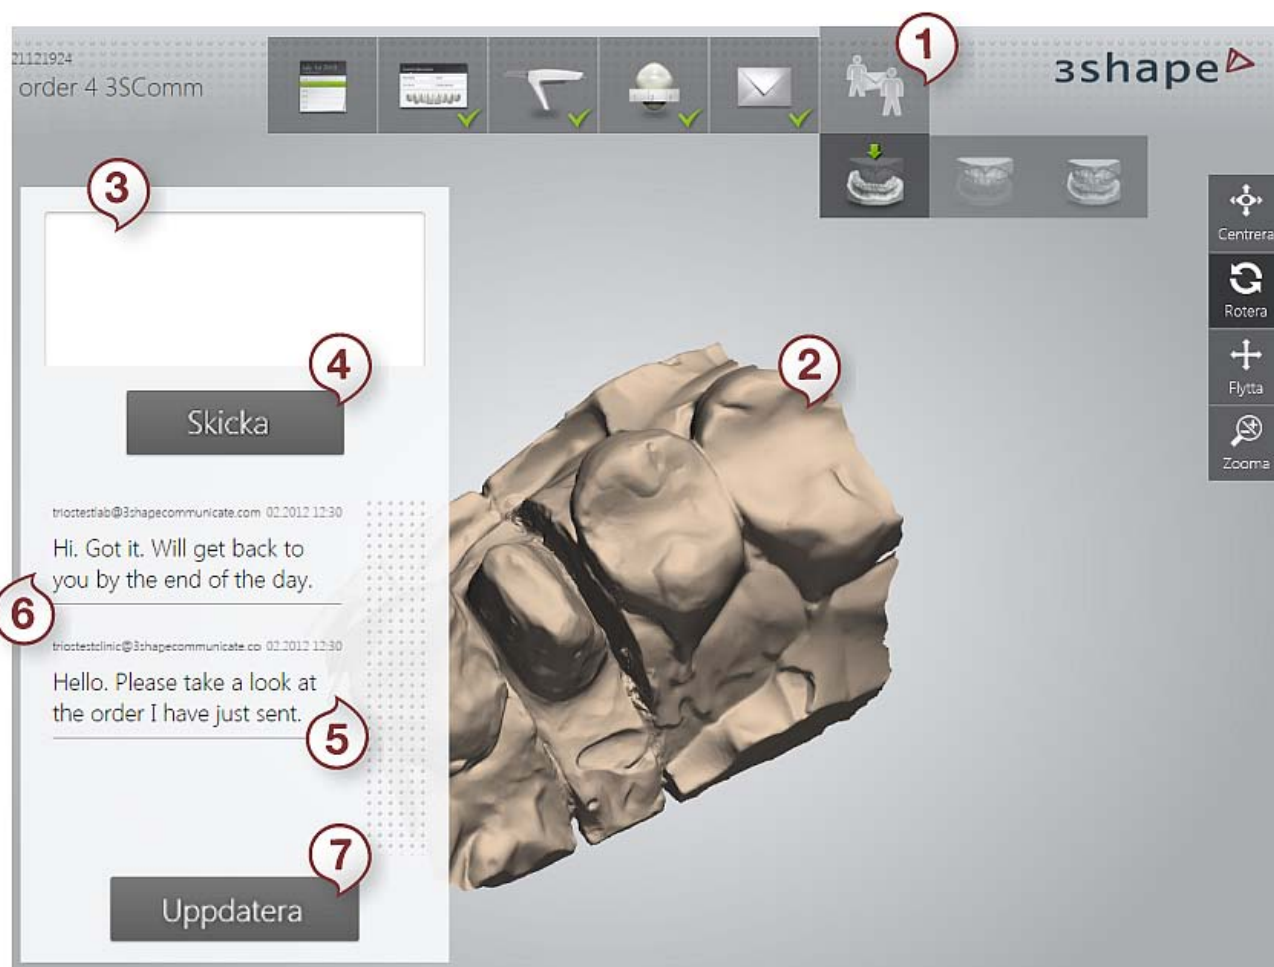 21121924
order 4 3SComm
1
3shape
3
Centrera
Rotera
Flytta
Zooma
2
4
Skicka
triostestlab@3shapecommunicate.com 02.2012 12:30
Hi. Got it. Will get back to
you by the end of the day.
6
triostestclinic@3shapecommunicate.co 02.2012 12:30
Hello. Please take a look at
the order I have just sent.
5
7
Uppdatera